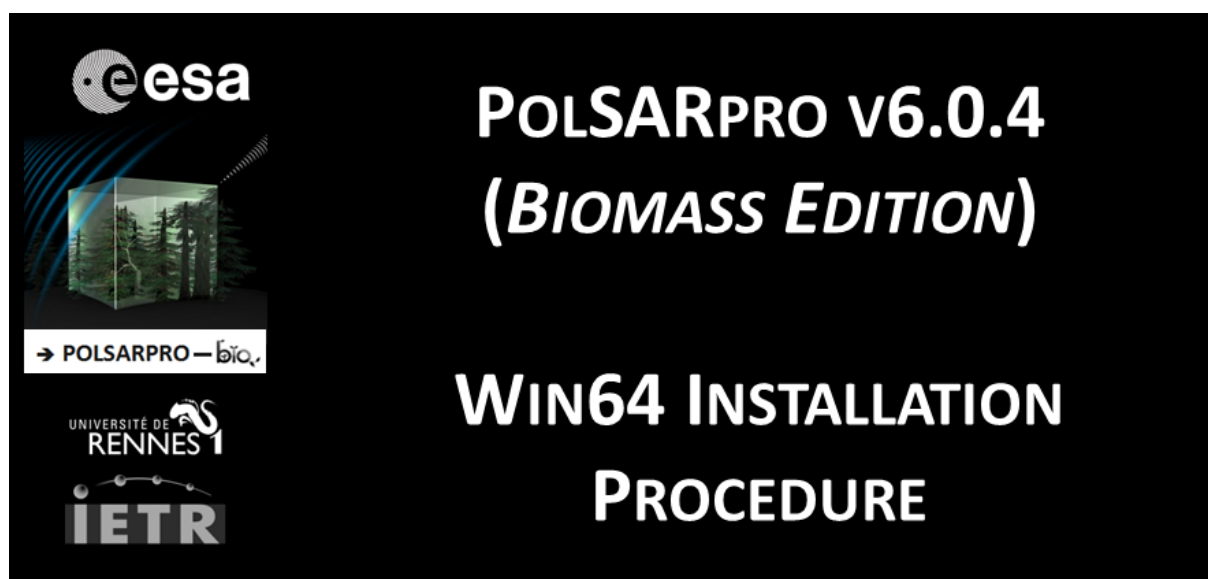 esa
POLSARPRO V6.0.4
(BIOMASS EDITION)
→ POLSARPRO—bio
WIN64 INSTALLATION
PROCEDURE
UNIVERSITÉ DE
RENNES 1
IETR